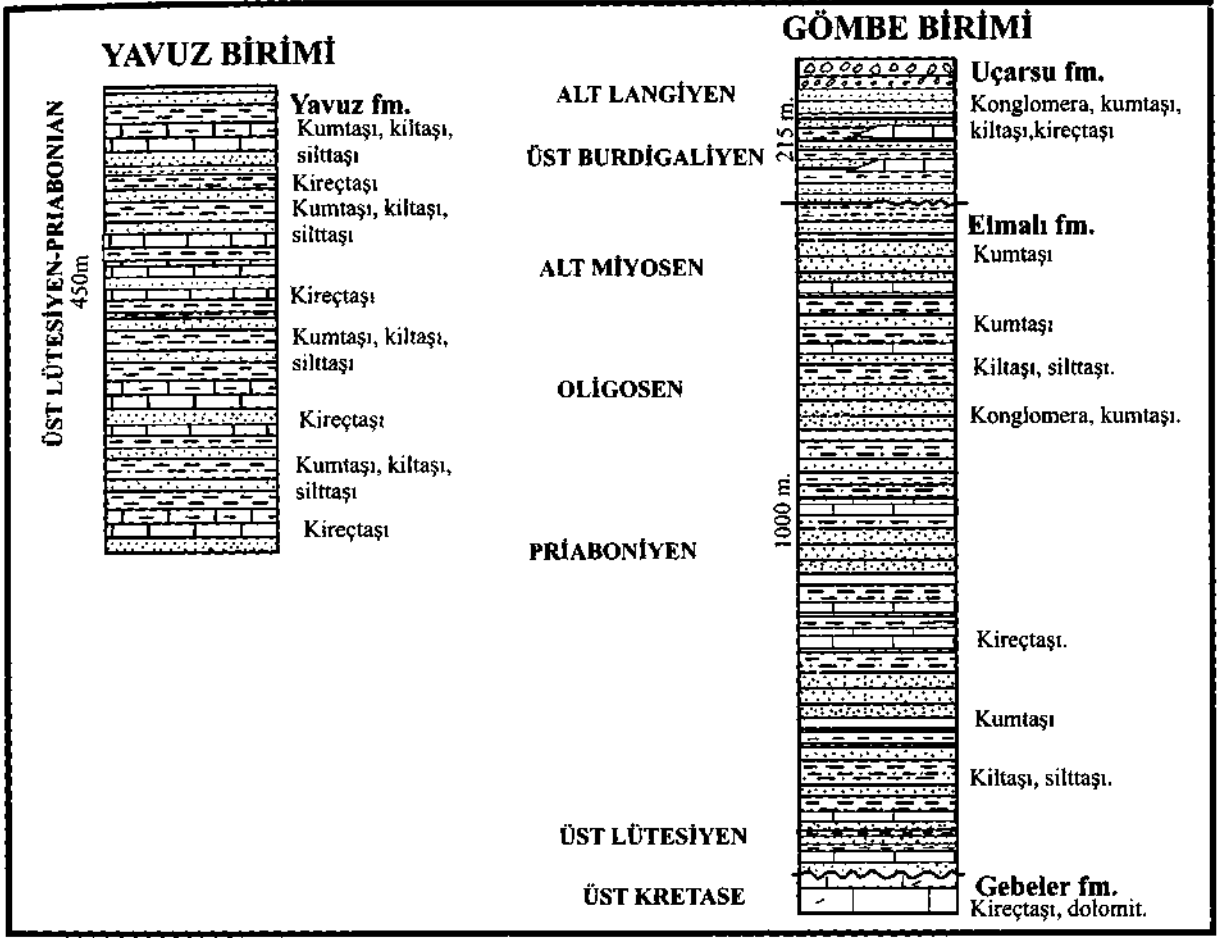 YAVUZ BİRİMİ
ÜST LÜTESİYEN-PRIABONIAN
450m
Yavuz fm.
Kumtaşı, kiltaşı,
silttaşı
Kireçtaşı
Kumtaşı, kiltaşı,
silttaşı
Kireçtaşı
Kumtaşı, kiltaşı,
silttaşı
Kireçtaşı
Kumtaşı, kiltaşı,
silttaşı
Kireçtaşı
GÖMBE BİRİMİ
ALT LANGİYEN
ÜST BURDİGALİYEN
ALT MİYOSEN
OLİGOSEN
PRİABONİYEN
ÜST LÜTESİYEN
ÜST KRETASE
215 m.
1000 m.
Uçarsu fm.
Konglomera, kumtaşı,
kiltaşı,kireçtaşı
Elmalı fm.
Kumtaşı
Kumtaşı
Kiltaşı, silttaşı.
Konglomera, kumtaşı.
Kireçtaşı.
Kumtaşı
Kiltaşı, silttaşı.
Gebeler fm.
Kireçtaşı, dolomit.